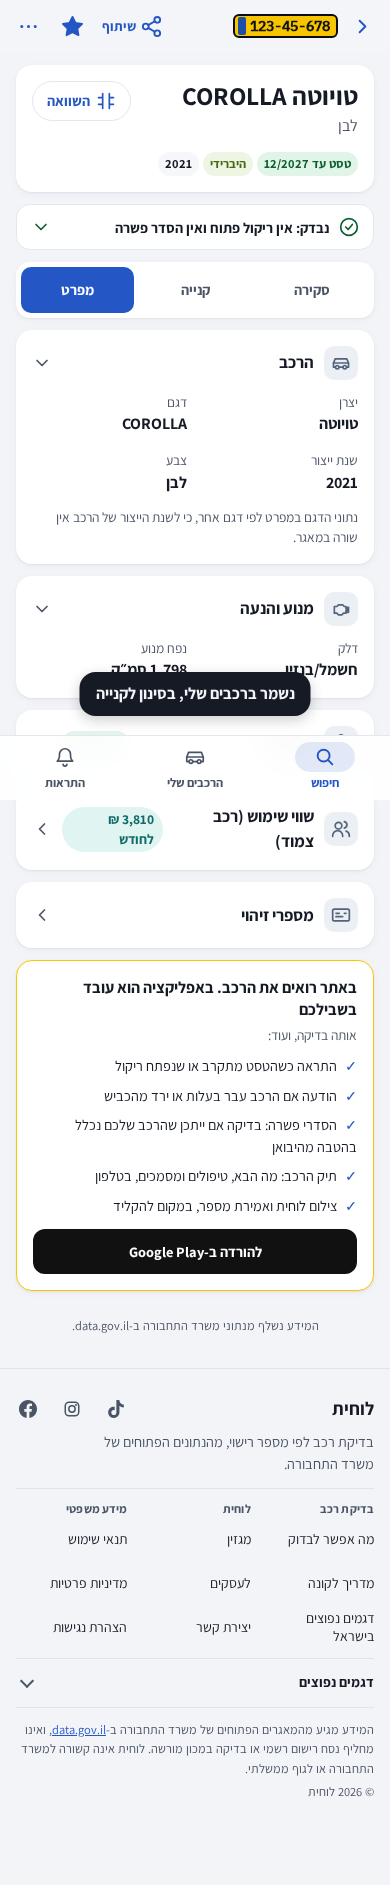 123-45-678
שיתוף
טויוטה COROLLA
השוואה
לבן
טסט עד 12/2027
היברידי
2021
נבדק: אין ריקול פתוח ואין הסדר פשרה
סקירה
קנייה
מפרט
הרכב
יצרן
דגם
טויוטה
COROLLA
שנת ייצור
צבע
2021
לבן
נתוני הדגם במפרט לפי דגם אחר, כי לשנת הייצור של הרכב אין
שורה במאגר.
מנוע והנעה
דלק
נפח מנוע
חשמל/בנזין
1,798 סמ״ק
נשמר ברכבים שלי, בסינון לקנייה
חיפוש
הרכבים שלי
התראות
שווי שימוש (רכב
צמוד)
3,810 ₪
לחודש
מספרי זיהוי
באתר רואים את הרכב. באפליקציה הוא עובד
בשבילכם
אותה בדיקה, ועוד:
✓ התראה כשהטסט מתקרב או שנפתח ריקול
✓ הודעה אם הרכב עבר בעלות או ירד מהכביש
✓ הסדרי פשרה: בדיקה אם ייתכן שהרכב שלכם נכלל
בהטבה מהיבואן
✓ תיק הרכב: מה הבא, טיפולים ומסמכים, בטלפון
✓ צילום לוחית ואמירת מספר, במקום להקליד
להורדה ב-Google Play
המידע נשלף מנתוני משרד התחבורה ב-data.gov.il.
לוחית
בדיקת רכב לפי מספר רישוי, מהנתונים הפתוחים של
משרד התחבורה.
בדיקת רכב
לוחית
מידע משפטי
מה אפשר לבדוק
מגזין
תנאי שימוש
מדריך לקונה
לעסקים
מדיניות פרטיות
דגמים נפוצים
בישראל
יצירת קשר
הצהרת נגישות
דגמים נפוצים
המידע מגיע מהמאגרים הפתוחים של משרד התחבורה ב-data.gov.il, ואינו
מחליף נסח רישום רשמי או בדיקה במכון מורשה. לוחית אינה קשורה למשרד
התחבורה או לגוף ממשלתי.
© 2026 לוחית